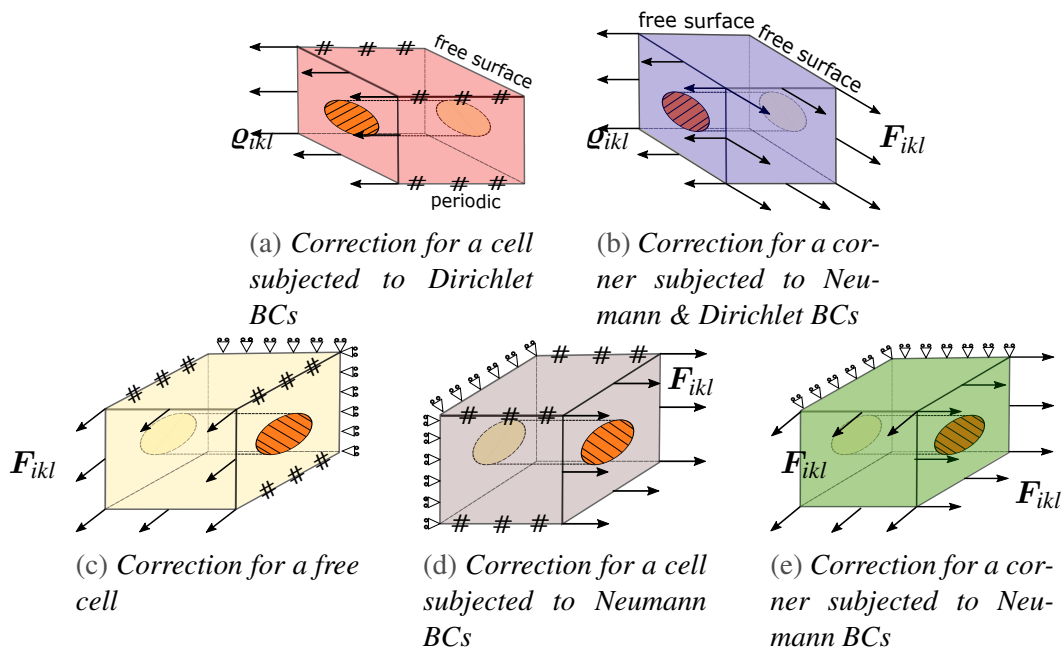 free surface
ϱikl
periodic
(a) Correction for a cell
subjected to Dirichlet
BCs
free surface
free surface
ϱikl
Fikl
(b) Correction for a cor-
ner subjected to Neu-
mann & Dirichlet BCs
Fikl
(c) Correction for a free
cell
Fikl
(d) Correction for a cell
subjected to Neumann
BCs
Fikl
Fikl
(e) Correction for a cor-
ner subjected to Neu-
mann BCs